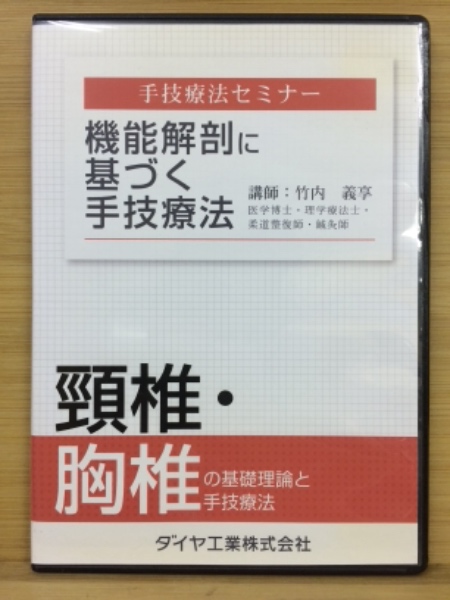 手技療法セミナー
機能解剖に
基づく
手技療法
講師：竹内　義享
医学博士・理学療法士・
柔道整復師・鍼灸師
頸椎・
胸椎の基礎理論と
手技療法
ダイヤ工業株式会社